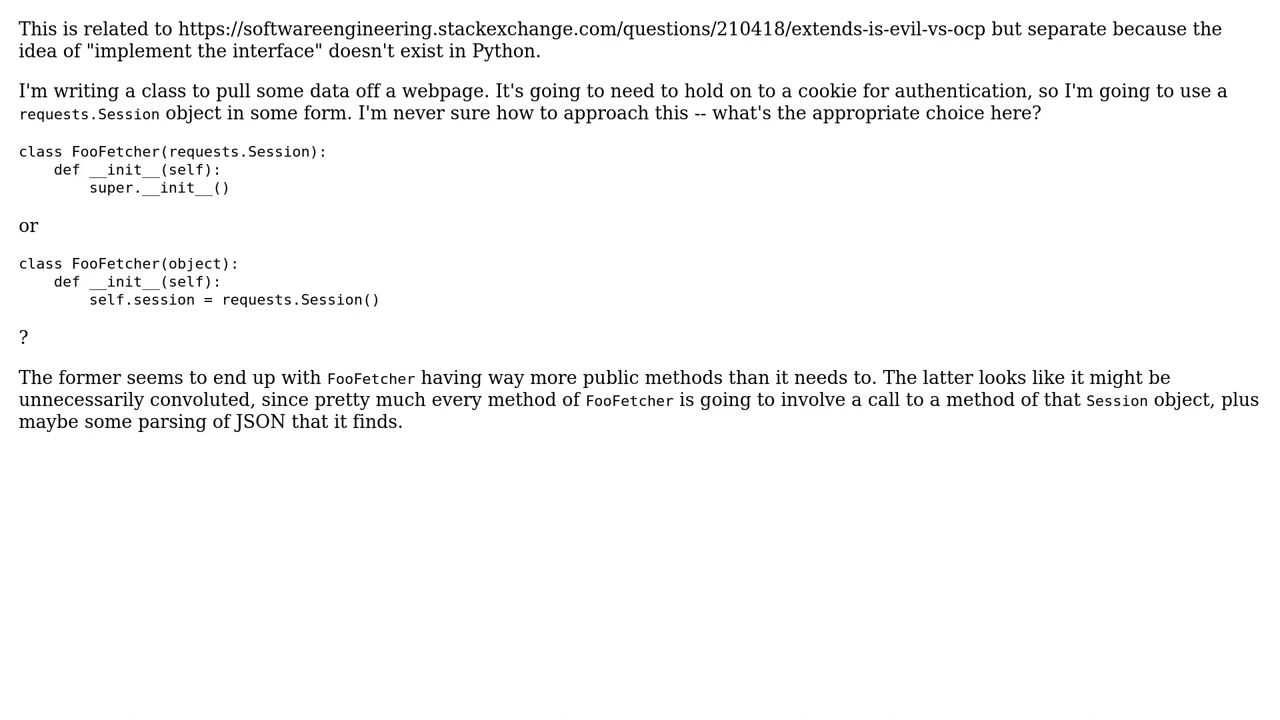 This is related to https://softwareengineering.stackexchange.com/questions/210418/extends-is-evil-vs-ocp but separate because the
idea of "implement the interface" doesn't exist in Python.
I'm writing a class to pull some data off a webpage. It's going to need to hold on to a cookie for authentication, so I'm going to use a
requests.Session object in some form. I'm never sure how to approach this -- what's the appropriate choice here?
class FooFetcher(requests.Session):
    def __init__(self):
        super.__init__()
or
class FooFetcher(object):
    def __init__(self):
        self.session = requests.Session()
?
The former seems to end up with FooFetcher having way more public methods than it needs to. The latter looks like it might be
unnecessarily convoluted, since pretty much every method of FooFetcher is going to involve a call to a method of that Session object, plus
maybe some parsing of JSON that it finds.